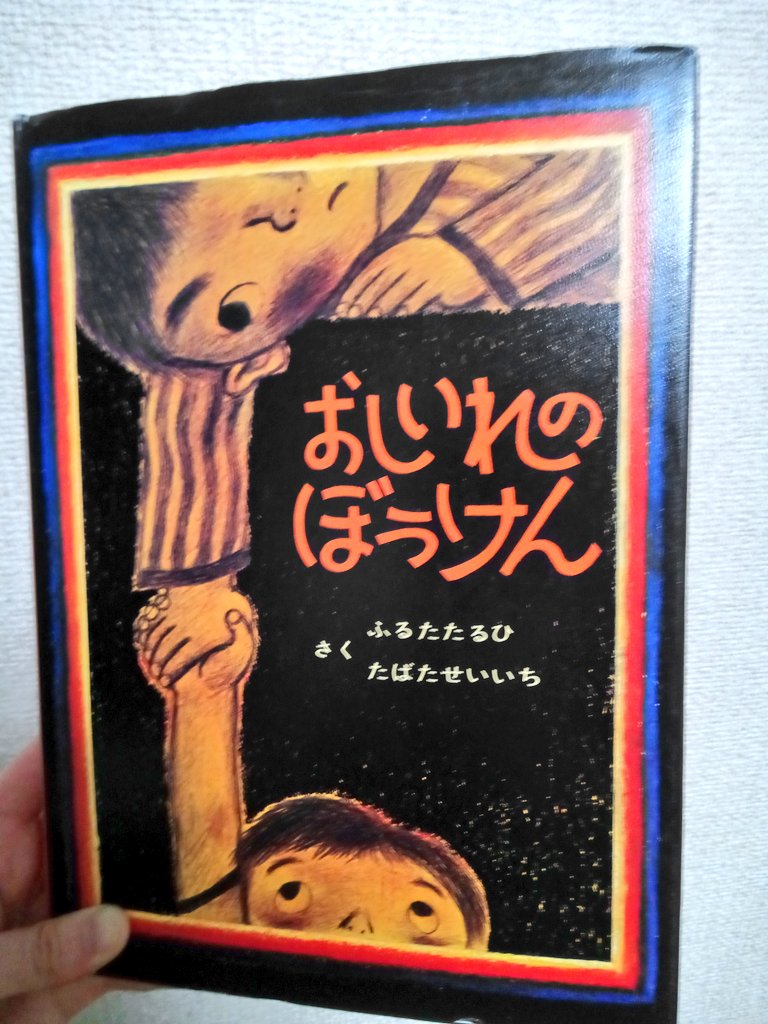 おしいれの
ぼうけん
さく ふるたたるひ
たばたせいいち